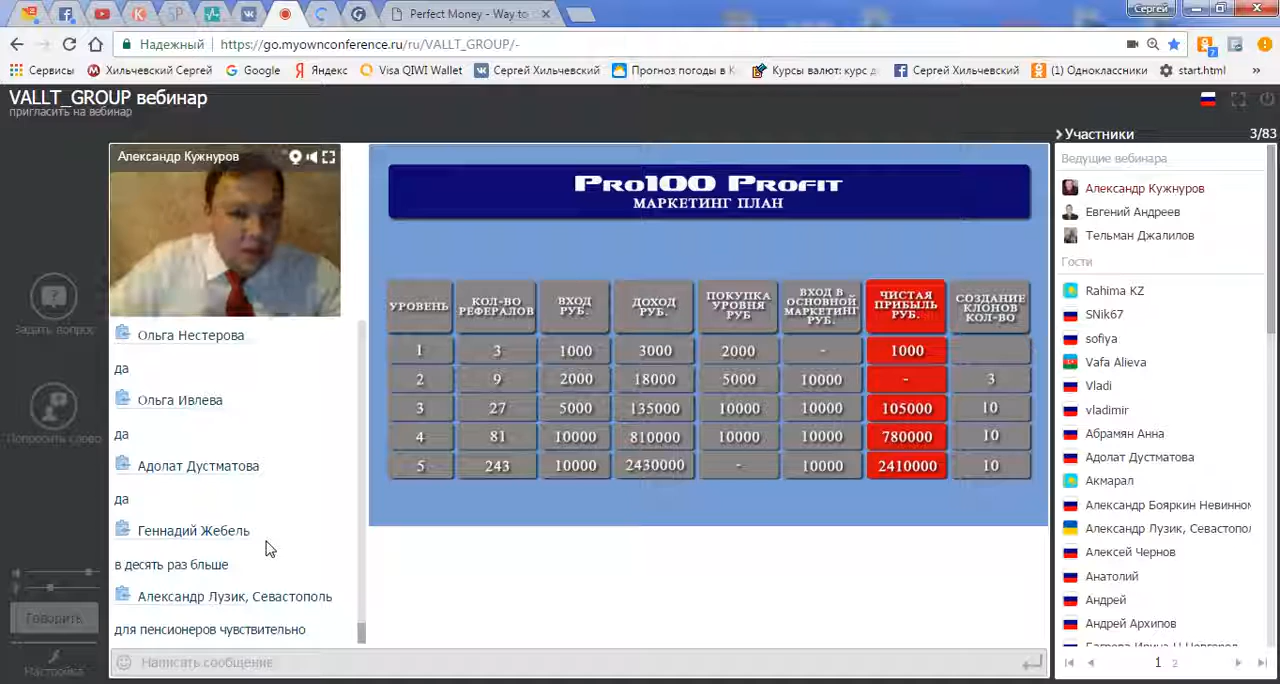 Perfect Money - Way to
Сергей
Надежный
https://go.myownconference.ru/ru/VALLT_GROUP/-
Сервисы
Хильчевский Сергей
Google
Яндекс
Visa QIWI Wallet
Сергей Хильчевский
Прогноз погоды в К
Курсы валют: курс д
Сергей Хильчевский
(1) Одноклассники
start.html
VALLT_GROUP вебинар
пригласить на вебинар
Александр Кужнуров
Задать вопрос
Попросить слово
Говорить
Настройка
Ольга Нестерова
да
Ольга Ивлева
да
Адолат Дустматова
да
Геннадий Жебель
в десять раз бльше
Александр Лузик, Севастополь
для пенсионеров чувствительно
Написать сообщение
PRO100 PROFIT
МАРКЕТИНГ ПЛАН
УРОВЕНЬ КОЛ-ВО РЕФЕРАЛОВ ВХОД РУБ. ДОХОД РУБ. ПОКУПКА УРОВНЯ РУБ ВХОД В ОСНОВНОЙ МАРКЕТИНГ РУБ. ЧИСТАЯ ПРИБЫЛЬ РУБ. СОЗДАНИЕ КЛОНОВ КОЛ-ВО
1 3 1000 3000 2000 - 1000
2 9 2000 18000 5000 10000 - 3
3 27 5000 135000 10000 10000 105000 10
4 81 10000 810000 10000 10000 780000 10
5 243 10000 2430000 - 10000 2410000 10
Участники 3/83
Ведущие вебинара
Александр Кужнуров
Евгений Андреев
Тельман Джалилов
Гости
Rahima KZ
SNik67
sofiya
Vafa Alieva
Vladi
vladimir
Абрамян Анна
Адолат Дустматова
Акмарал
Александр Бояркин Невинном
Александр Лузик, Севастопол
Алексей Чернов
Анатолий
Андрей
Андрей Архипов
1 2